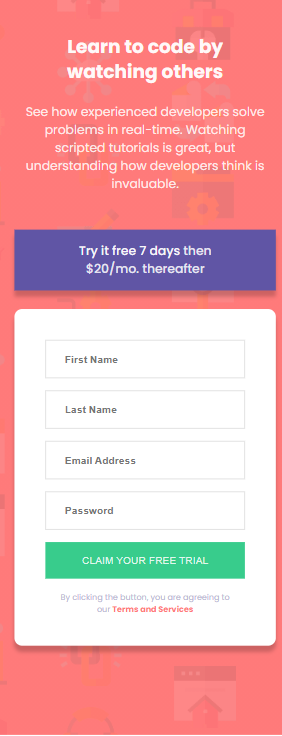 Learn to code by
watching others
See how experienced developers solve
problems in real-time. Watching
scripted tutorials is great, but
understanding how developers think is
invaluable.
Try it free 7 days then
$20/mo. thereafter
First Name
Last Name
Email Address
Password
CLAIM YOUR FREE TRIAL
By clicking the button, you are agreeing to
our Terms and Services